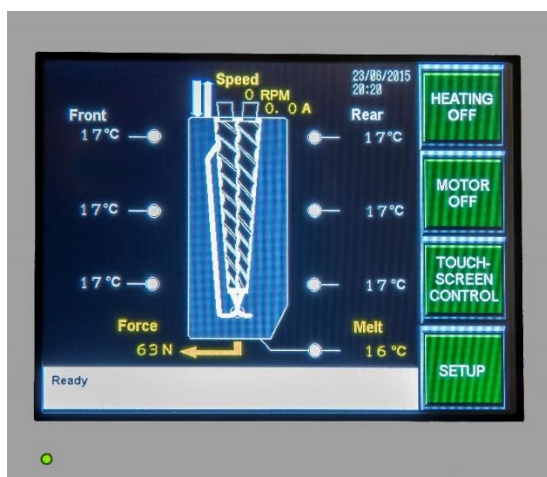 Speed
0 RPM
0.0 A
23/06/2015
20:20
Front
17°C
17°C
17°C
Rear
17°C
17°C
17°C
Force
63 N
Melt
16 °C
Ready
HEATING
OFF
MOTOR
OFF
TOUCH-
SCREEN
CONTROL
SETUP